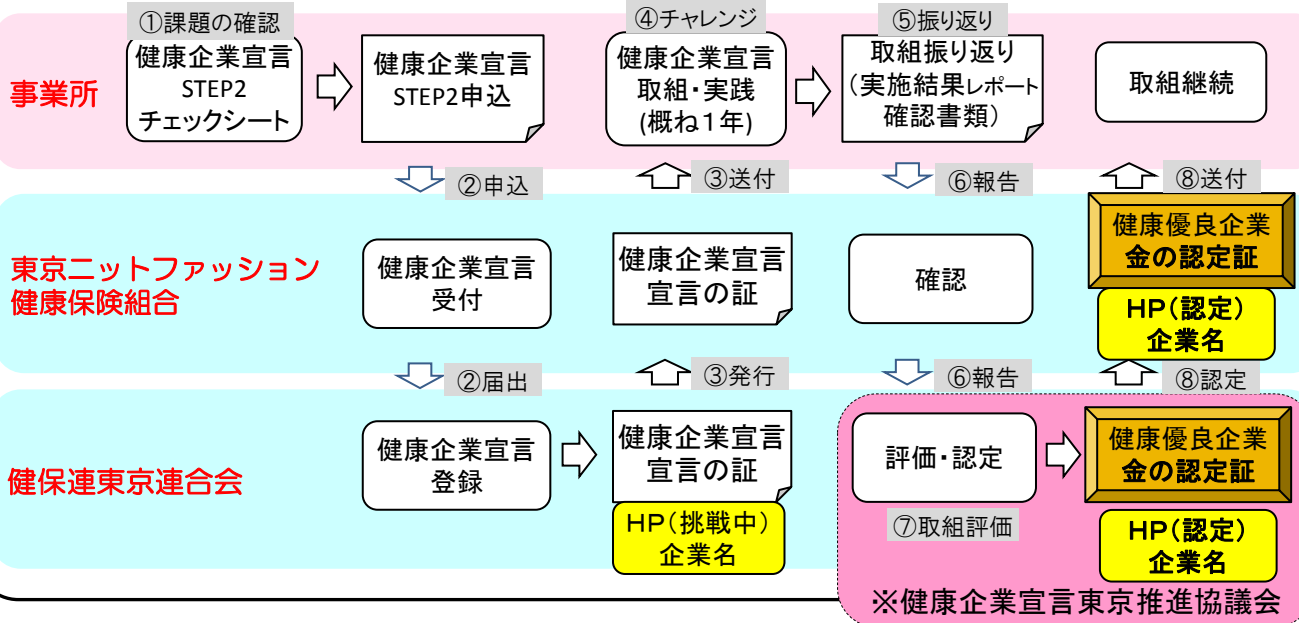 ①課題の確認
健康企業宣言
STEP2
チェックシート
健康企業宣言
STEP2申込
④チャレンジ
健康企業宣言
取組・実践
(概ね１年)
⑤振り返り
取組振り返り
(実施結果レポート
確認書類)
取組継続
事業所
②申込
③送付
⑥報告
⑧送付
東京ニットファッション
健康保険組合
健康企業宣言
受付
健康企業宣言
宣言の証
確認
健康優良企業
金の認定証
HP(認定)
企業名
②届出
③発行
⑥報告
⑧認定
健保連東京連合会
健康企業宣言
登録
健康企業宣言
宣言の証
HP(挑戦中)
企業名
評価・認定
⑦取組評価
健康優良企業
金の認定証
HP(認定)
企業名
※健康企業宣言東京推進協議会